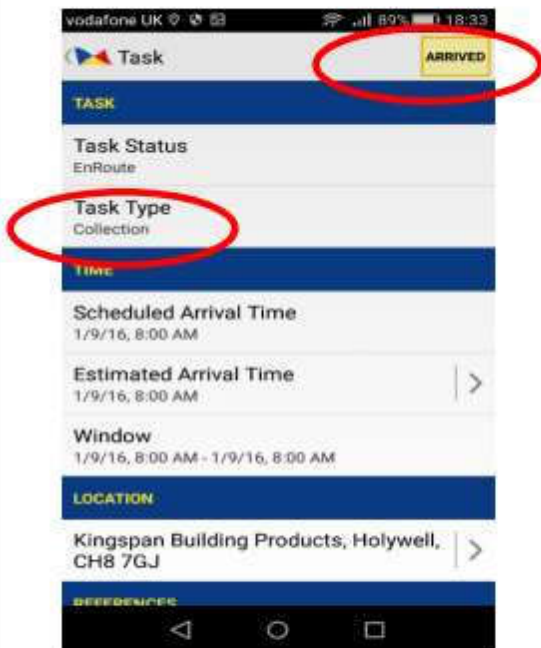 vodafone UK 89% 18:33
Task ARRIVED
TASK
Task Status
EnRoute
Task Type
Collection
TIME
Scheduled Arrival Time
1/9/16, 8:00 AM
Estimated Arrival Time
1/9/16, 8:00 AM
Window
1/9/16, 8:00 AM - 1/9/16, 8:00 AM
LOCATION
Kingspan Building Products, Holywell,
CH8 7GJ
REFERENCES